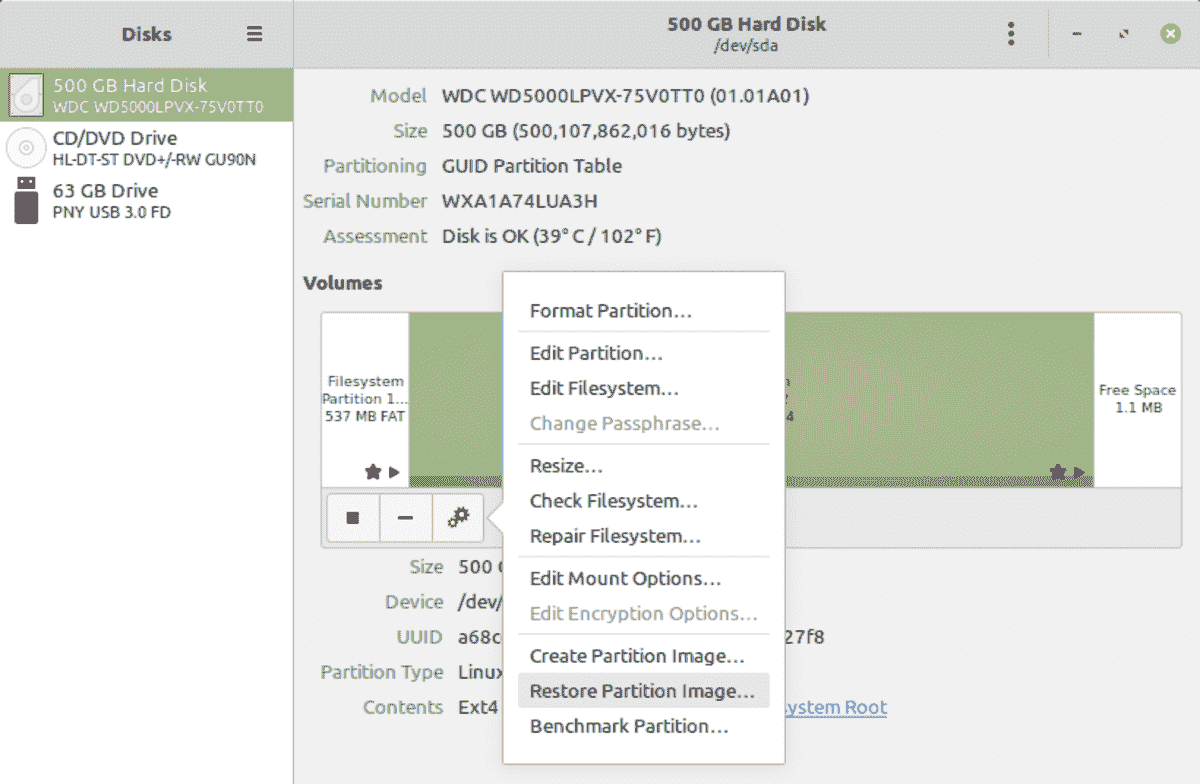 Disks
500 GB Hard Disk
/dev/sda
500 GB Hard Disk
WDC WD5000LPVX-75V0TT0
CD/DVD Drive
HL-DT-ST DVD+/-RW GU90N
63 GB Drive
PNY USB 3.0 FD
Model WDC WD5000LPVX-75V0TT0 (01.01A01)
Size 500 GB (500,107,862,016 bytes)
Partitioning GUID Partition Table
Serial Number WXA1A74LUA3H
Assessment Disk is OK (39° C / 102° F)
Volumes
Filesystem
Partition 1...
537 MB FAT
Free Space
1.1 MB
Format Partition...
Edit Partition...
Edit Filesystem...
Change Passphrase...
Resize...
Check Filesystem...
Repair Filesystem...
Edit Mount Options...
Edit Encryption Options...
Create Partition Image...
Restore Partition Image...
Benchmark Partition...
Size 500
Device /dev/
UUID a68c 27f8
Partition Type Linux
Contents Ext4 ystem Root